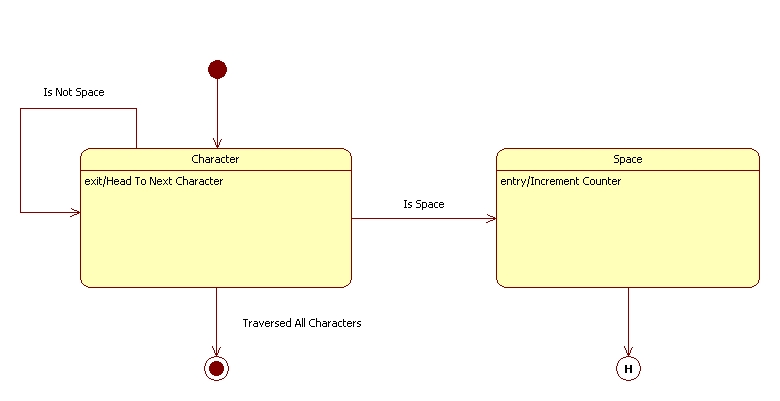 Is Not Space
Character
Space
exit/Head To Next Character
entry/Increment Counter
Is Space
Traversed All Characters
H